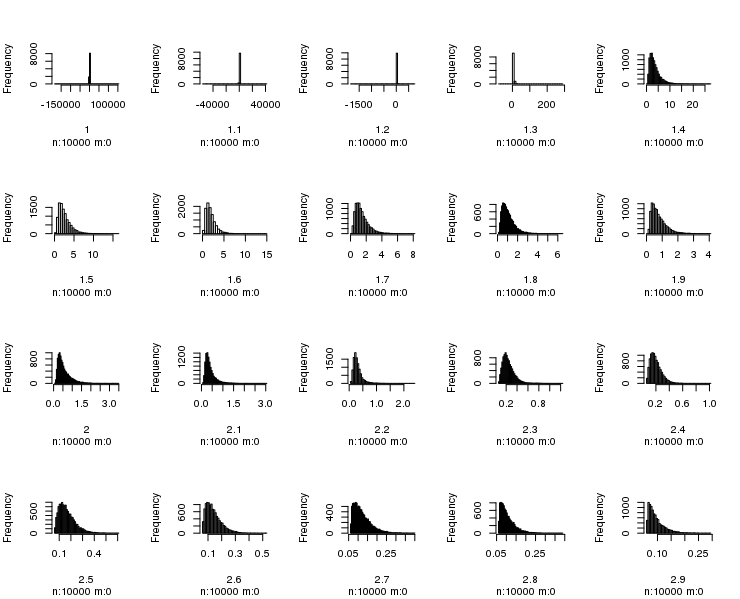 Frequency 0 8000 -150000 100000 1 n:10000 m:0
Frequency 0 8000 -40000 40000 1.1 n:10000 m:0
Frequency 0 8000 -1500 0 1.2 n:10000 m:0
Frequency 0 8000 0 200 1.3 n:10000 m:0
Frequency 0 1000 0 10 20 1.4 n:10000 m:0
Frequency 0 1500 0 5 10 1.5 n:10000 m:0
Frequency 0 2000 0 5 10 15 1.6 n:10000 m:0
Frequency 0 1000 0 2 4 6 8 1.7 n:10000 m:0
Frequency 0 600 0 2 4 6 1.8 n:10000 m:0
Frequency 0 1000 0 1 2 3 4 1.9 n:10000 m:0
Frequency 0 800 0.0 1.5 3.0 2 n:10000 m:0
Frequency 0 1200 0.0 1.5 3.0 2.1 n:10000 m:0
Frequency 0 1500 0.0 1.0 2.0 2.2 n:10000 m:0
Frequency 0 800 0.2 0.8 2.3 n:10000 m:0
Frequency 0 800 0.2 0.6 1.0 2.4 n:10000 m:0
Frequency 0 500 0.1 0.4 2.5 n:10000 m:0
Frequency 0 600 0.1 0.3 0.5 2.6 n:10000 m:0
Frequency 0 400 0.05 0.25 2.7 n:10000 m:0
Frequency 0 600 0.05 0.25 2.8 n:10000 m:0
Frequency 0 1000 0.10 0.25 2.9 n:10000 m:0